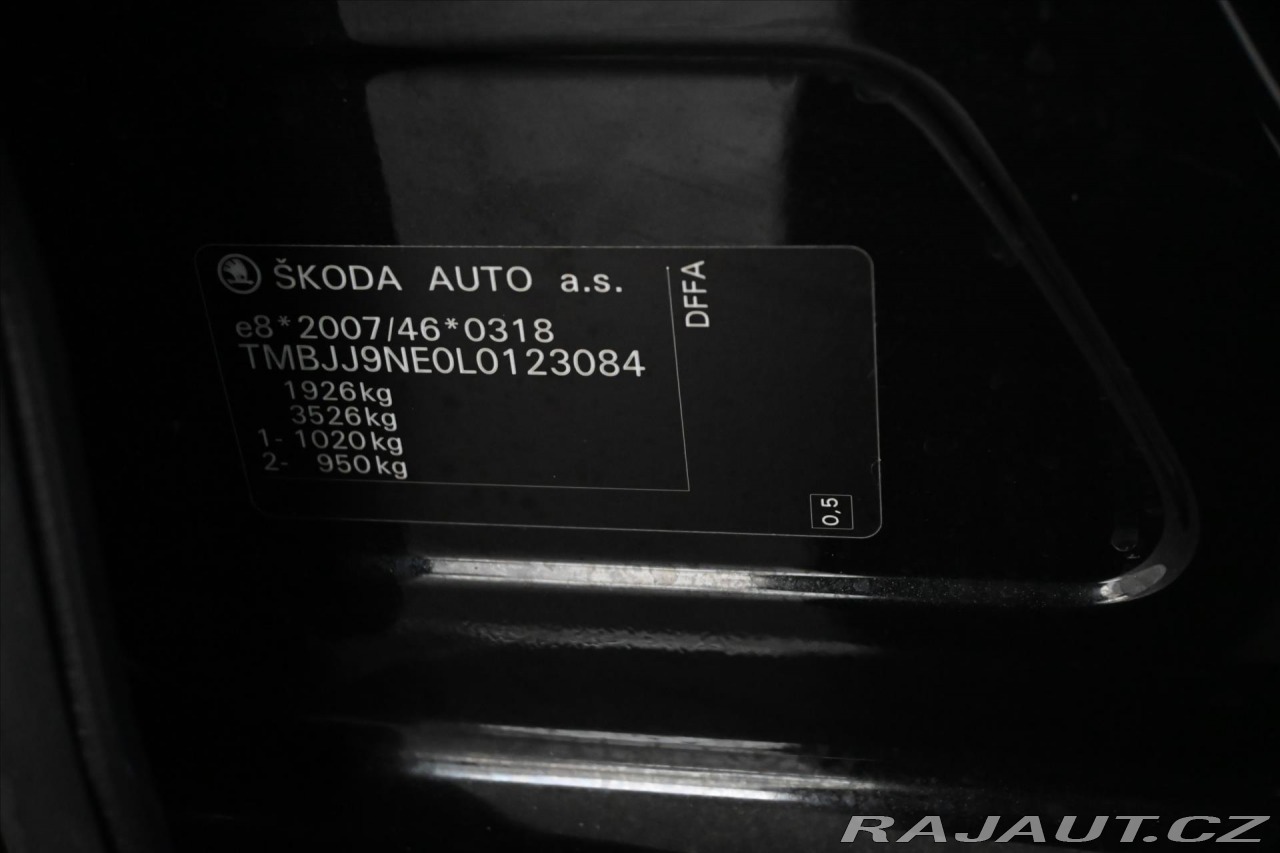 ŠKODA AUTO a.s.
e8*2007/46*0318
TMBJJ9NE0L0123084
1926kg
3526kg
1- 1020kg
2- 950kg
DFFA
0,5
RAJAUT.CZ